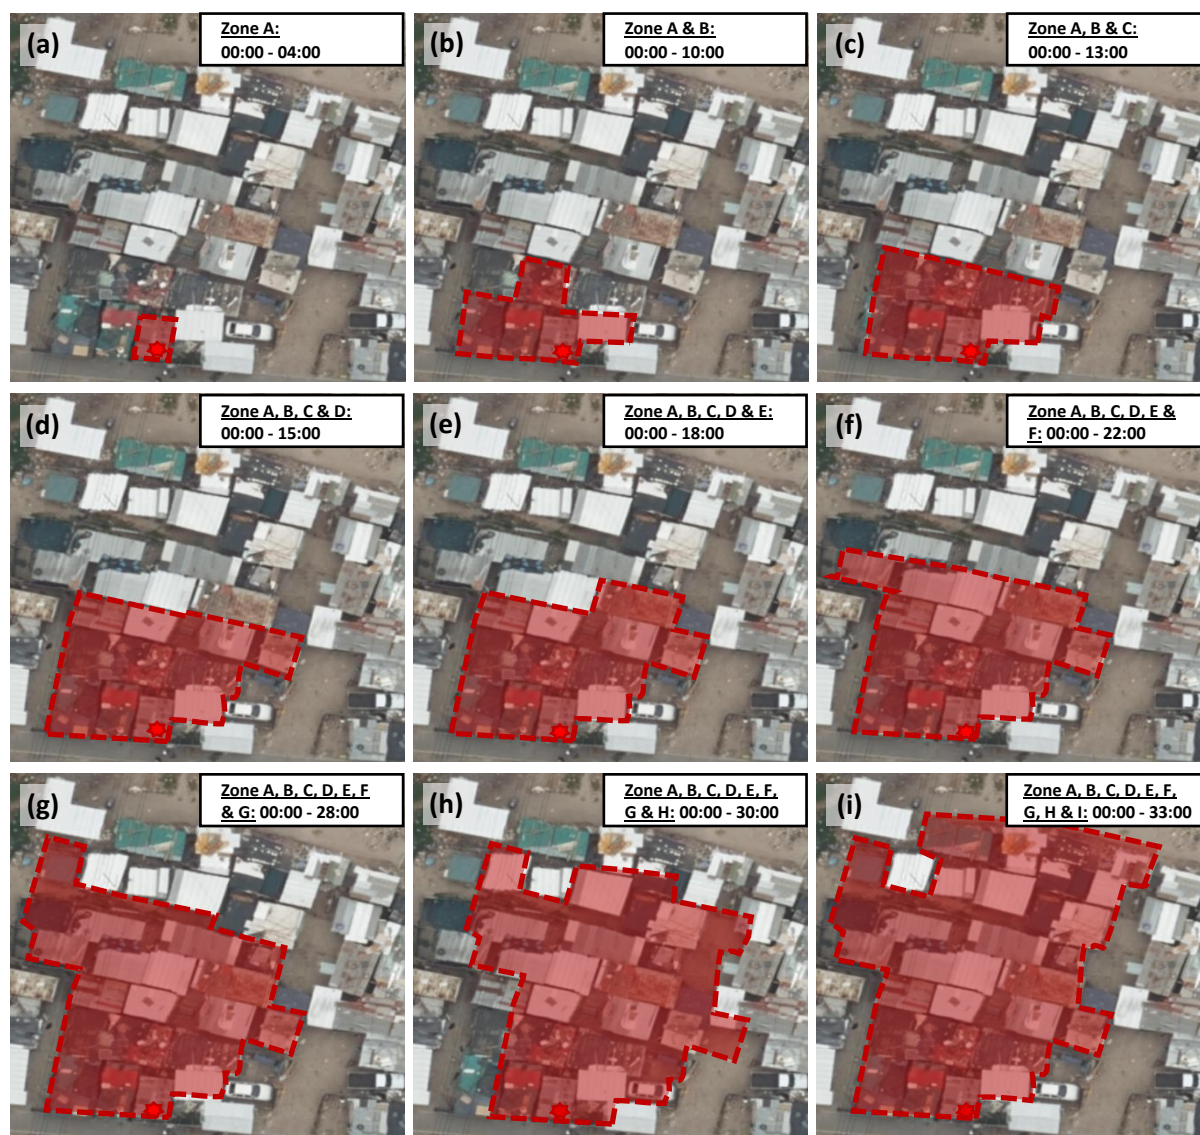 (a)
Zone A:
00:00 - 04:00
(b)
Zone A & B:
00:00 - 10:00
(c)
Zone A, B & C:
00:00 - 13:00
(d)
Zone A, B, C & D:
00:00 - 15:00
(e)
Zone A, B, C, D & E:
00:00 - 18:00
(f)
Zone A, B, C, D, E &
F: 00:00 - 22:00
(g)
Zone A, B, C, D, E, F
& G: 00:00 - 28:00
(h)
Zone A, B, C, D, E, F,
G & H: 00:00 - 30:00
(i)
Zone A, B, C, D, E, F,
G, H & I: 00:00 - 33:00